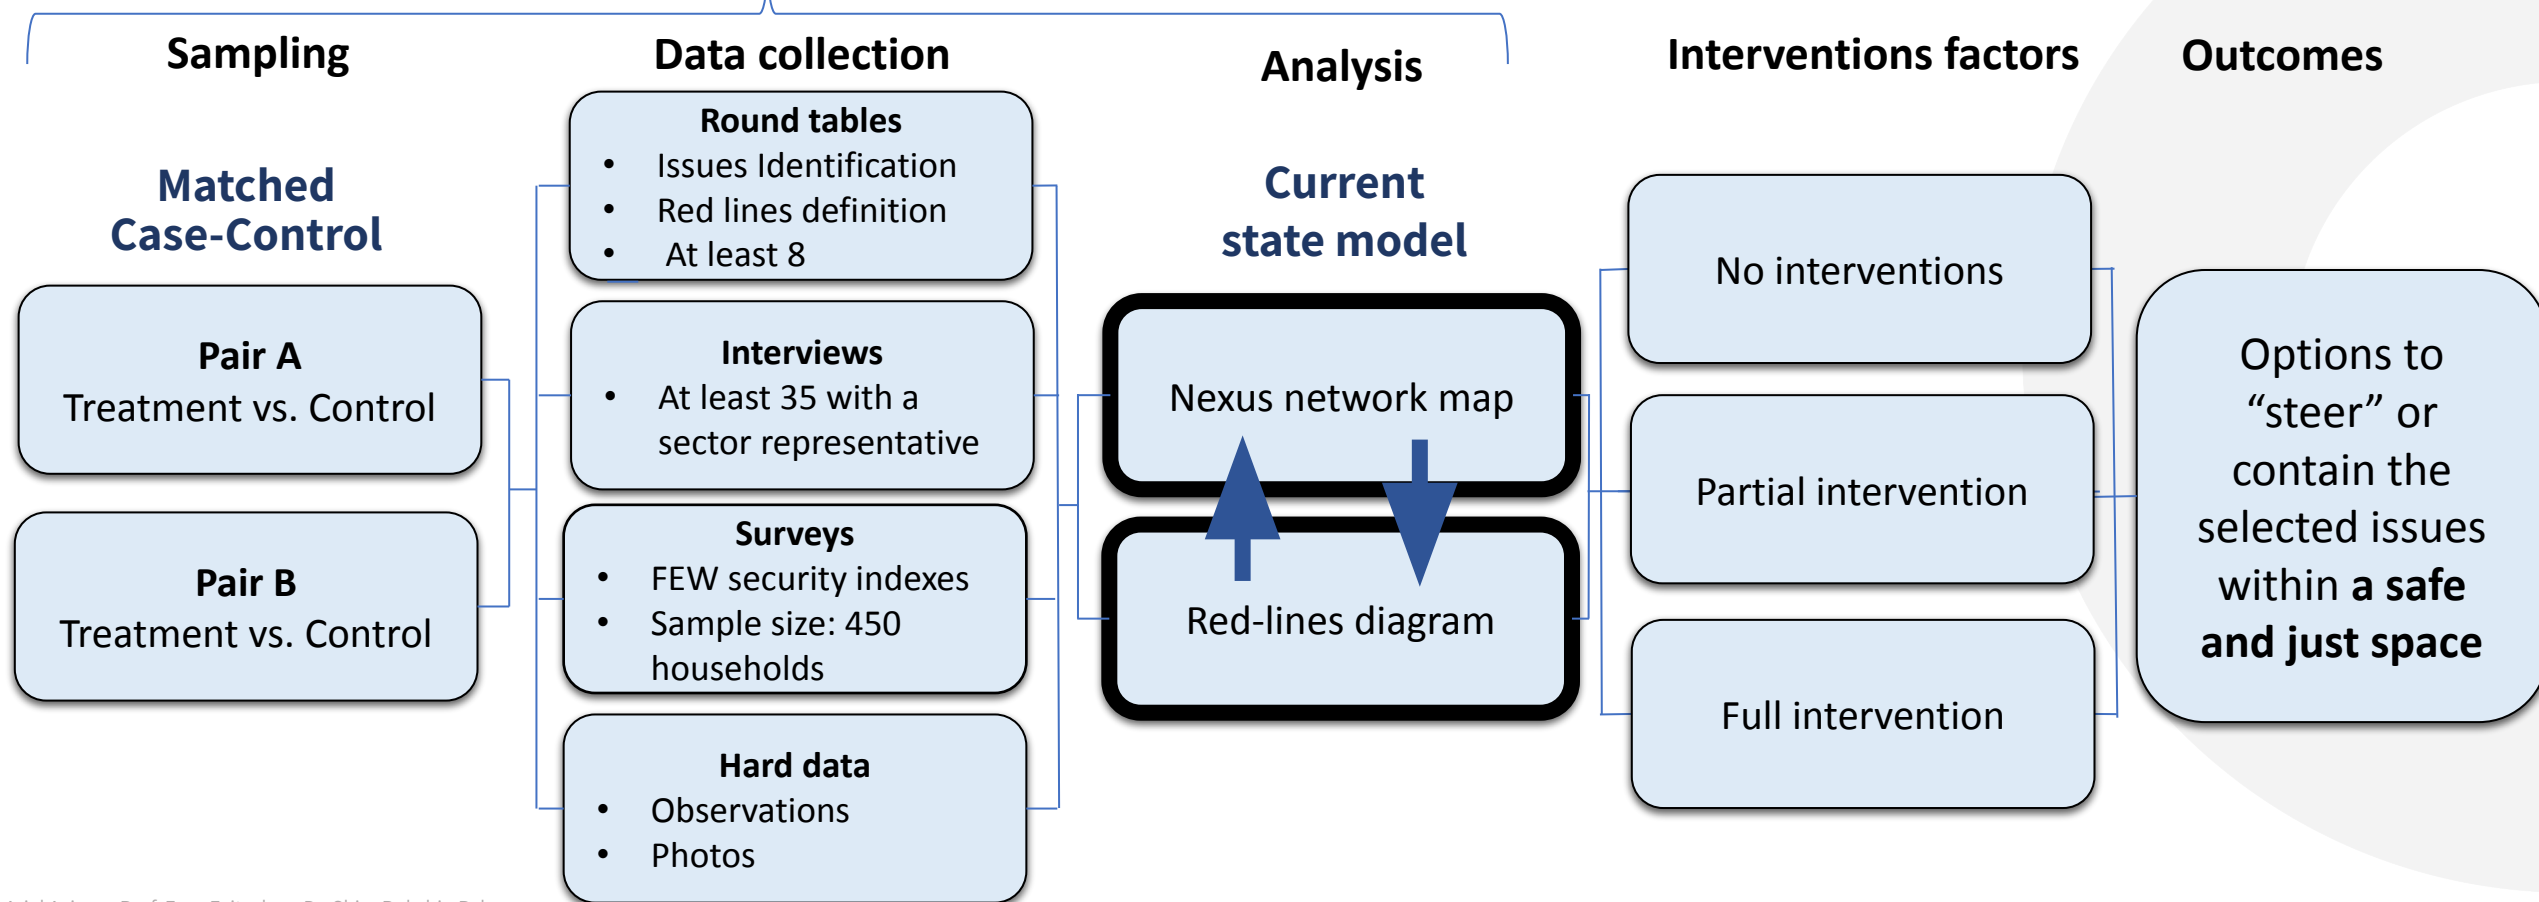 Sampling
Data collection
Analysis
Interventions factors
Outcomes
Matched
Case-Control
Pair A
Treatment vs. Control
Pair B
Treatment vs. Control
Round tables
• Issues Identification
• Red lines definition
• At least 8
Interviews
• At least 35 with a
sector representative
Surveys
• FEW security indexes
• Sample size: 450
households
Hard data
• Observations
• Photos
Current
state model
Nexus network map
Red-lines diagram
No interventions
Partial intervention
Full intervention
Options to
“steer” or
contain the
selected issues
within a safe
and just space